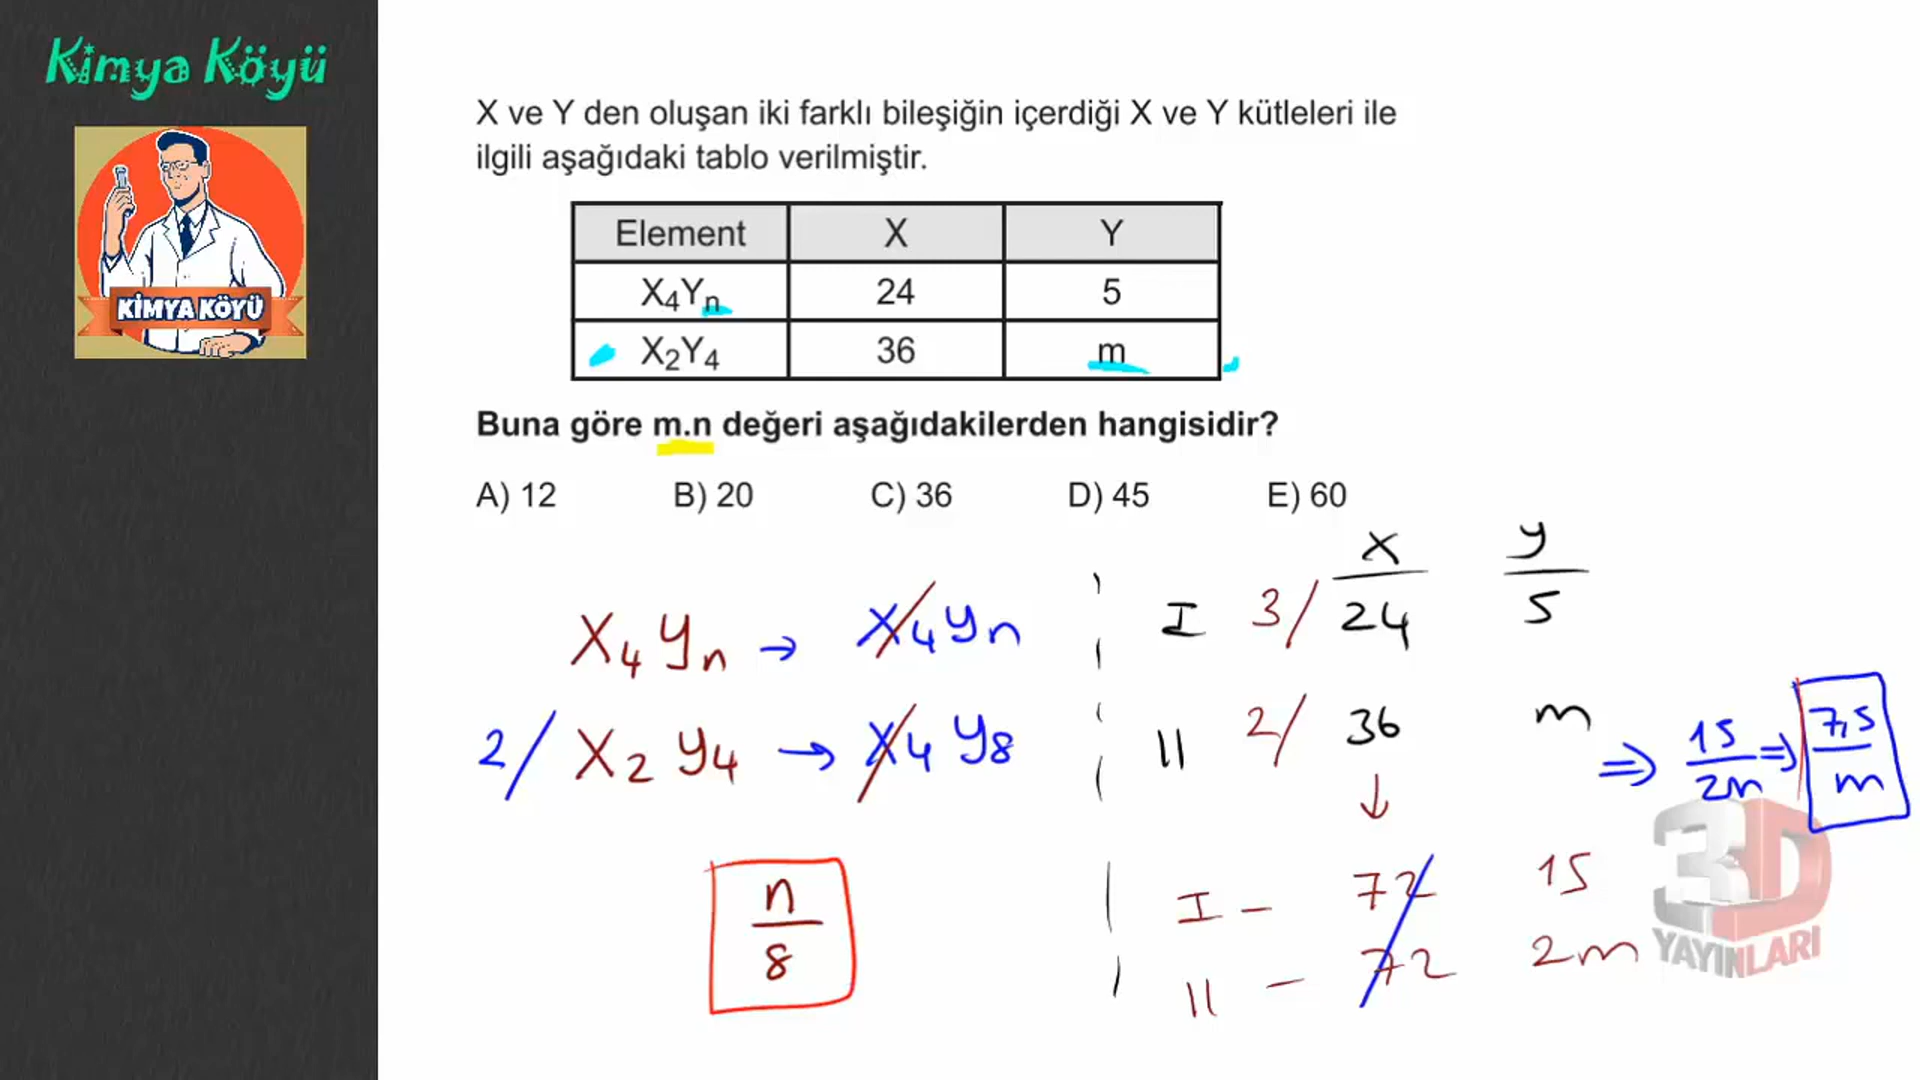 Kimya Köyü
KİMYA KÖYÜ
X ve Y den oluşan iki farklı bileşiğin içerdiği X ve Y kütleleri ile
ilgili aşağıdaki tablo verilmiştir.
Element X Y
X₄Yₙ 24 5
X₂Y₄ 36 m
Buna göre m.n değeri aşağıdakilerden hangisidir?
A) 12 B) 20 C) 36 D) 45 E) 60
X₄Yₙ → X₄Yₙ
2/ X₂Y₄ → X₄Y₈
n
8
X Y
I 3/ 24 5
II 2/ 36 m
↓
⇒ 15/2m ⇒ 7,5/m
I - 72 15
II - 72 2m
3D
YAYINLARI